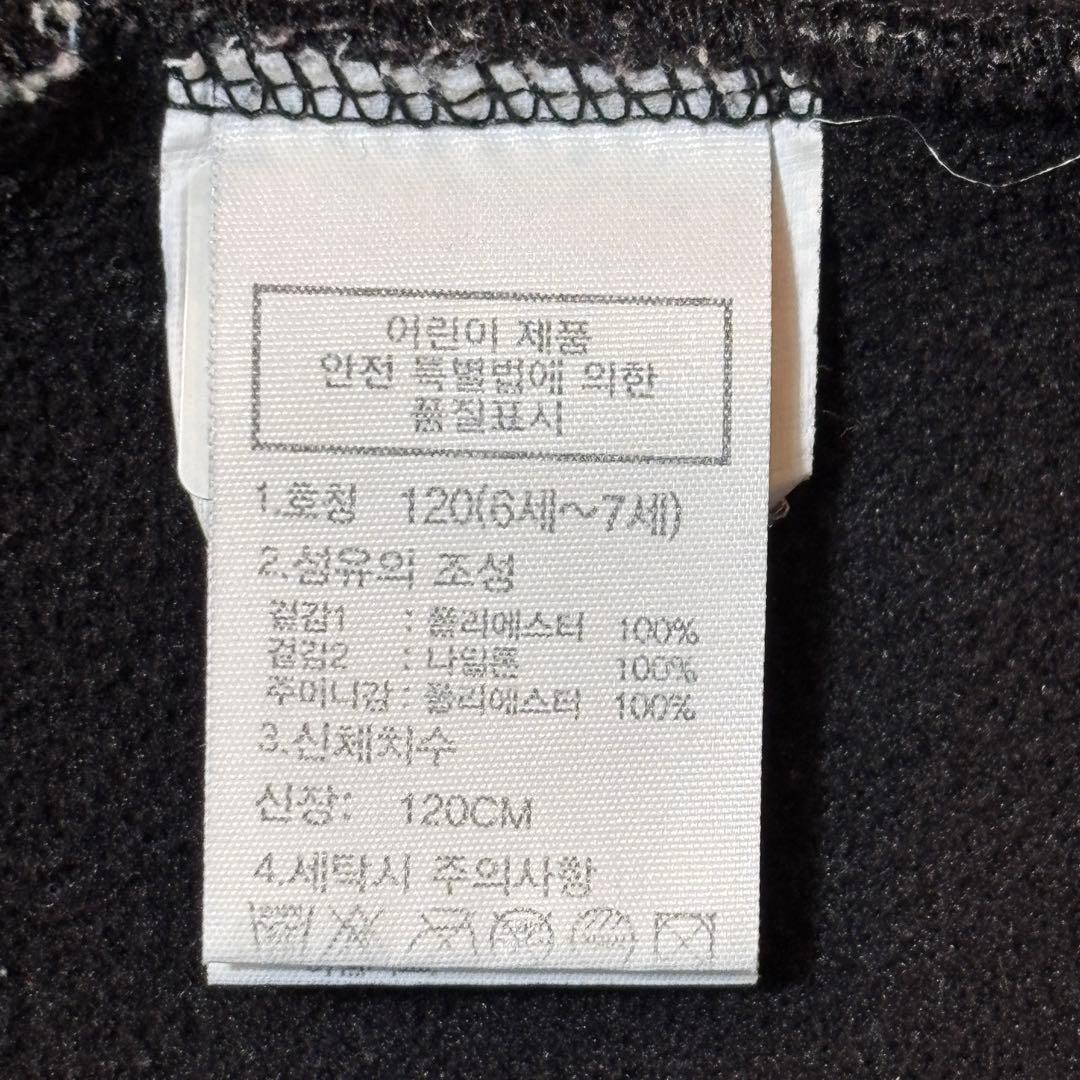 어린이 제품
안전 특별법에 의한
품질표시
1.호칭 120(6세~7세)
2.섬유의 조성
겉감1 : 폴리에스터 100%
겉감2 : 나일론 100%
주머니감 : 폴리에스터 100%
3.신체치수
신장: 120CM
4.세탁시 주의사항